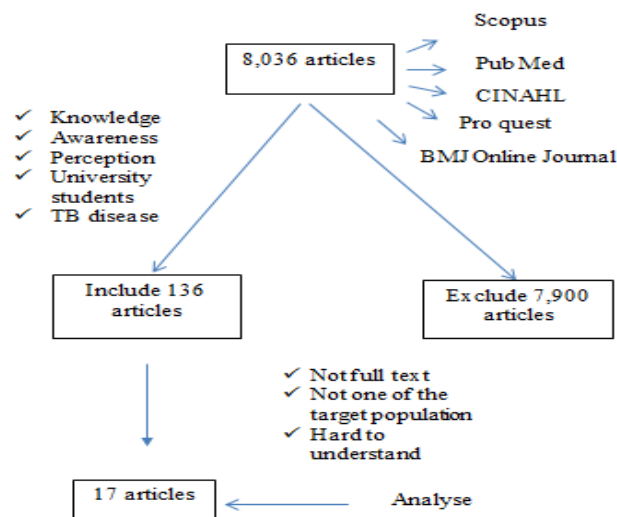 Scopus
8,036 articles
Pub Med
CINAHL
Pro quest
BMJ Online Journal
✓ Knowledge
✓ Awareness
✓ Perception
✓ University
students
✓ TB disease
Include 136
articles
Exclude 7,900
articles
✓ Not full text
✓ Not one of the
target population
✓ Hard to
understand
17 articles
Analyse